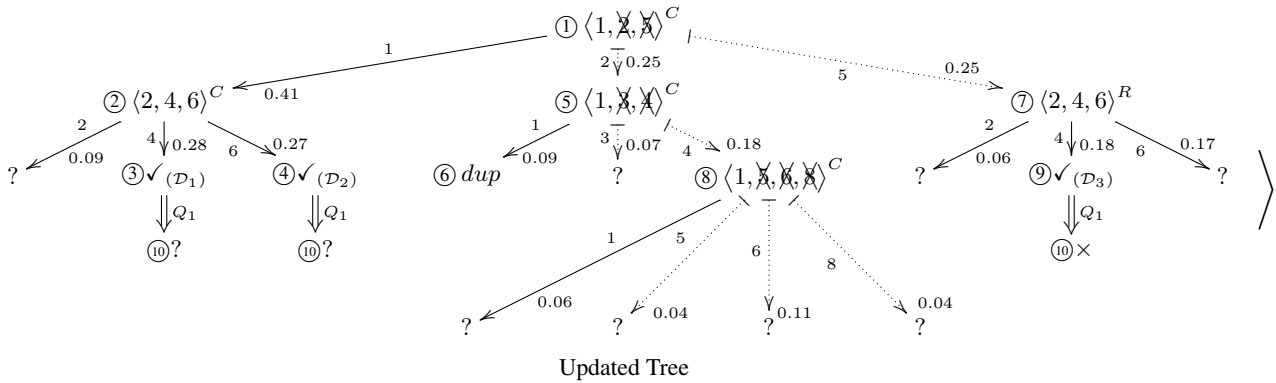 ① ⟨1, 2, 5⟩^C
1 2 0.25 5 0.25
0.41
② ⟨2, 4, 6⟩^C ⑤ ⟨1, 3, 4⟩^C ⑦ ⟨2, 4, 6⟩^R
2 4 0.28 6 0.27 1 3 0.07 4 0.18 2 4 0.18 6 0.17
0.09 0.09 0.06
? ③ ✓(D₁) ④ ✓(D₂) ⑥ dup ? ⑧ ⟨1, 5, 6, 8⟩^C ? ⑨ ✓(D₃) ? ⟩
Q₁ Q₁ Q₁
⑩? ⑩? 1 5 6 8 ⑩×
0.06 0.04 0.11 0.04
? ? ? ?
Updated Tree